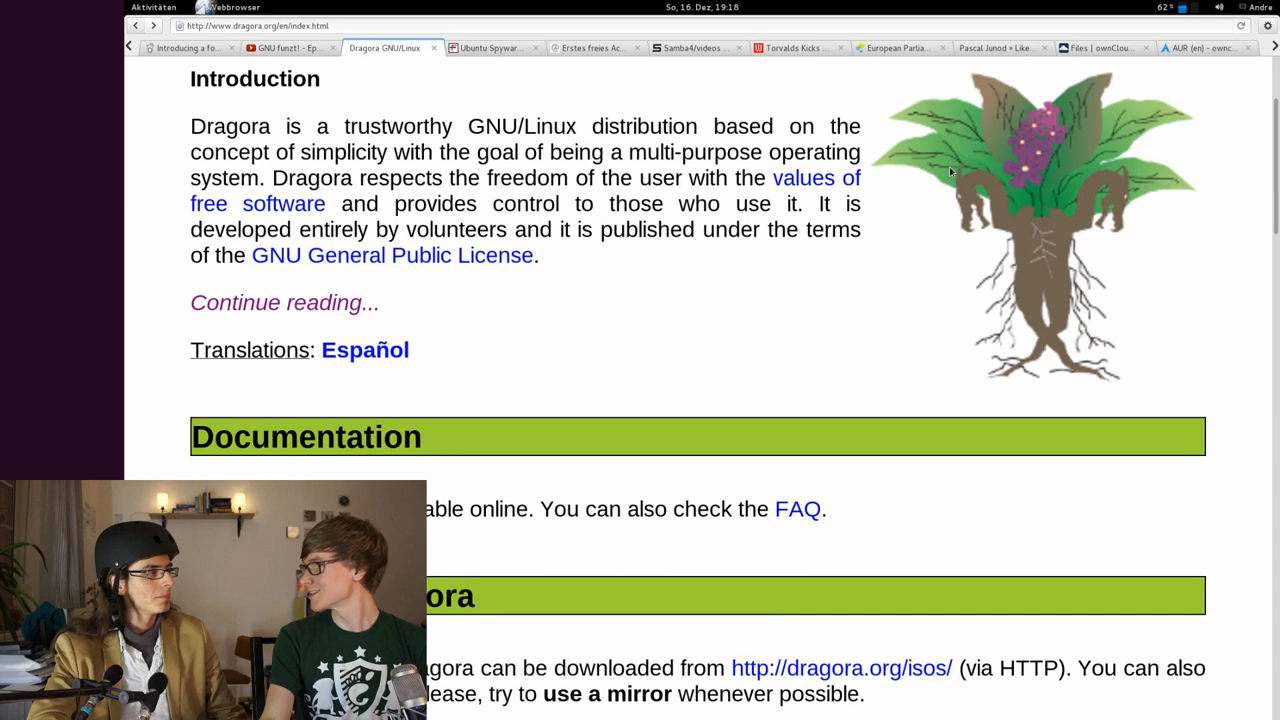 Aktivitäten Webbrowser So, 16. Dez, 19:18 62 % Andre
http://www.dragora.org/en/index.html
Introducing a fo... GNU funzt! - Ep... Dragora GNU/Linux Ubuntu Spywar... Erstes freies Ac... Samba4/videos ... Torvalds Kicks ... European Parlia... Pascal Junod » Like... Files | ownClou... AUR (en) - ownc...
Introduction
Dragora is a trustworthy GNU/Linux distribution based on the
concept of simplicity with the goal of being a multi-purpose operating
system. Dragora respects the freedom of the user with the values of
free software and provides control to those who use it. It is
developed entirely by volunteers and it is published under the terms
of the GNU General Public License.
Continue reading...
Translations: Español
Documentation
able online. You can also check the FAQ.
ora
gora can be downloaded from http://dragora.org/isos/ (via HTTP). You can also
lease, try to use a mirror whenever possible.